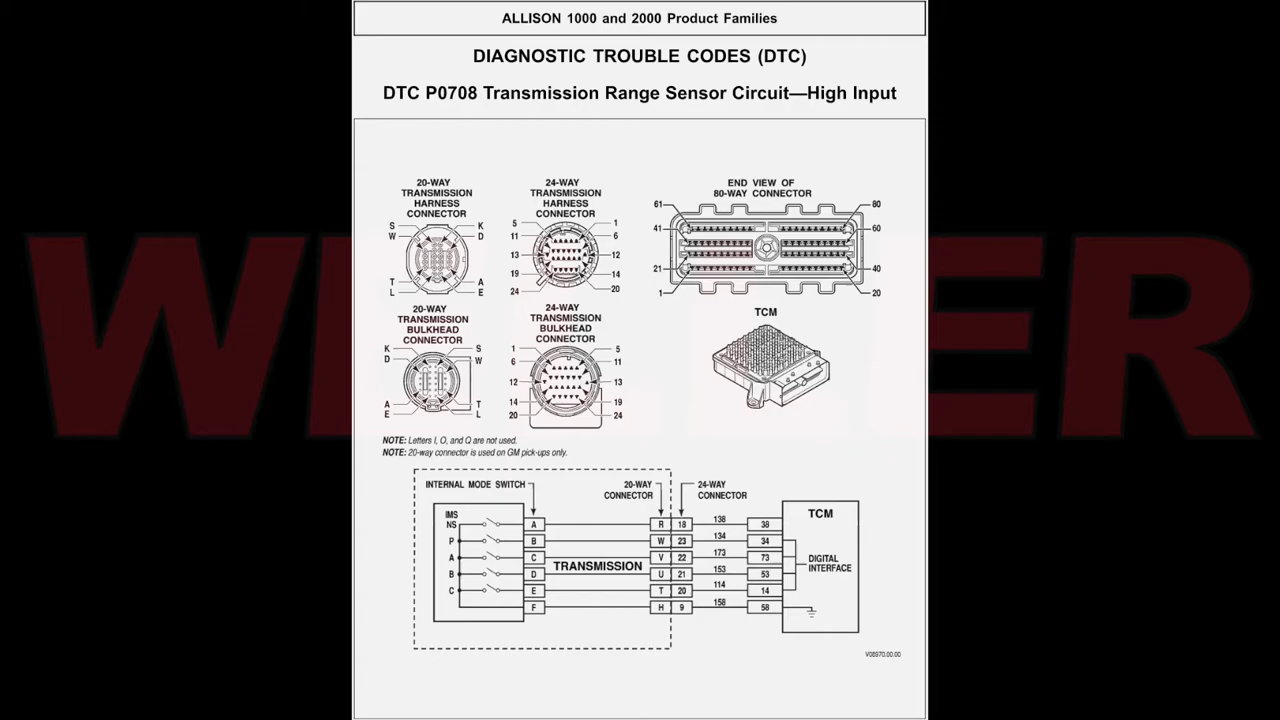 ALLISON 1000 and 2000 Product Families
DIAGNOSTIC TROUBLE CODES (DTC)
DTC P0708 Transmission Range Sensor Circuit—High Input
20-WAY
TRANSMISSION
HARNESS
CONNECTOR
S
K
W
D
T
A
L
E
24-WAY
TRANSMISSION
HARNESS
CONNECTOR
5
1
11
6
13
12
19
14
24
20
END VIEW OF
80-WAY CONNECTOR
61
80
41
60
21
40
1
20
TCM
20-WAY
TRANSMISSION
BULKHEAD
CONNECTOR
K
S
D
W
A
T
E
L
24-WAY
TRANSMISSION
BULKHEAD
CONNECTOR
1
5
6
11
12
13
14
19
20
24
NOTE: Letters I, O, and Q are not used.
NOTE: 20-way connector is used on GM pick-ups only.
INTERNAL MODE SWITCH
20-WAY
CONNECTOR
24-WAY
CONNECTOR
IMS
TCM
NS A R 18 138 38
P B W 23 134 34
A C V 22 173 73
DIGITAL
INTERFACE
TRANSMISSION
B D U 21 153 53
C E T 20 114 14
F H 9 158 58
V08970.00.00